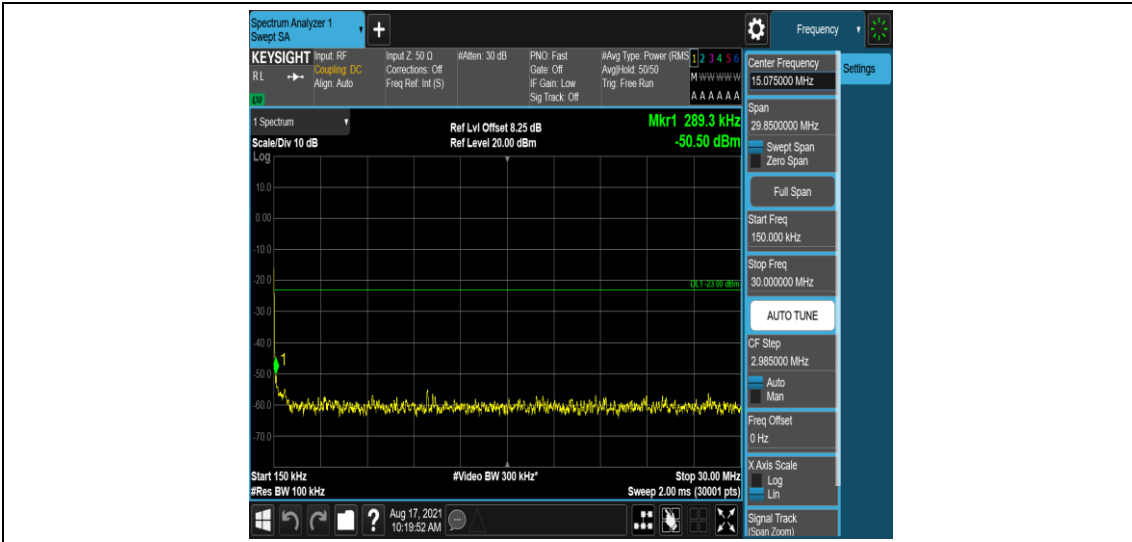 Spectrum Analyzer 1
Swept SA
+
Frequency
KEYSIGHT
RL
LXI
Input: RF
Coupling: DC
Align: Auto
Input Z: 50 Ω
Corrections: Off
Freq Ref: Int (S)
#Atten: 30 dB
PNO: Fast
Gate: Off
IF Gain: Low
Sig Track: Off
#Avg Type: Power (RMS
Avg|Hold: 50/50
Trig: Free Run
1 2 3 4 5 6
M W W W W W
A A A A A A
1 Spectrum
Scale/Div 10 dB
Log
Ref Lvl Offset 8.25 dB
Ref Level 20.00 dBm
Mkr1 289.3 kHz
-50.50 dBm
10.0
0.00
-10.0
-20.0
DL1 -23.00 dBm
-30.0
-40.0
1
-50.0
-60.0
-70.0
Start 150 kHz
#Res BW 100 kHz
#Video BW 300 kHz*
Stop 30.00 MHz
Sweep 2.00 ms (30001 pts)
?
Aug 17, 2021
10:19:52 AM
Center Frequency
15.075000 MHz
Settings
Span
29.8500000 MHz
Swept Span
Zero Span
Full Span
Start Freq
150.000 kHz
Stop Freq
30.000000 MHz
AUTO TUNE
CF Step
2.985000 MHz
Auto
Man
Freq Offset
0 Hz
X Axis Scale
Log
Lin
Signal Track
(Span Zoom)